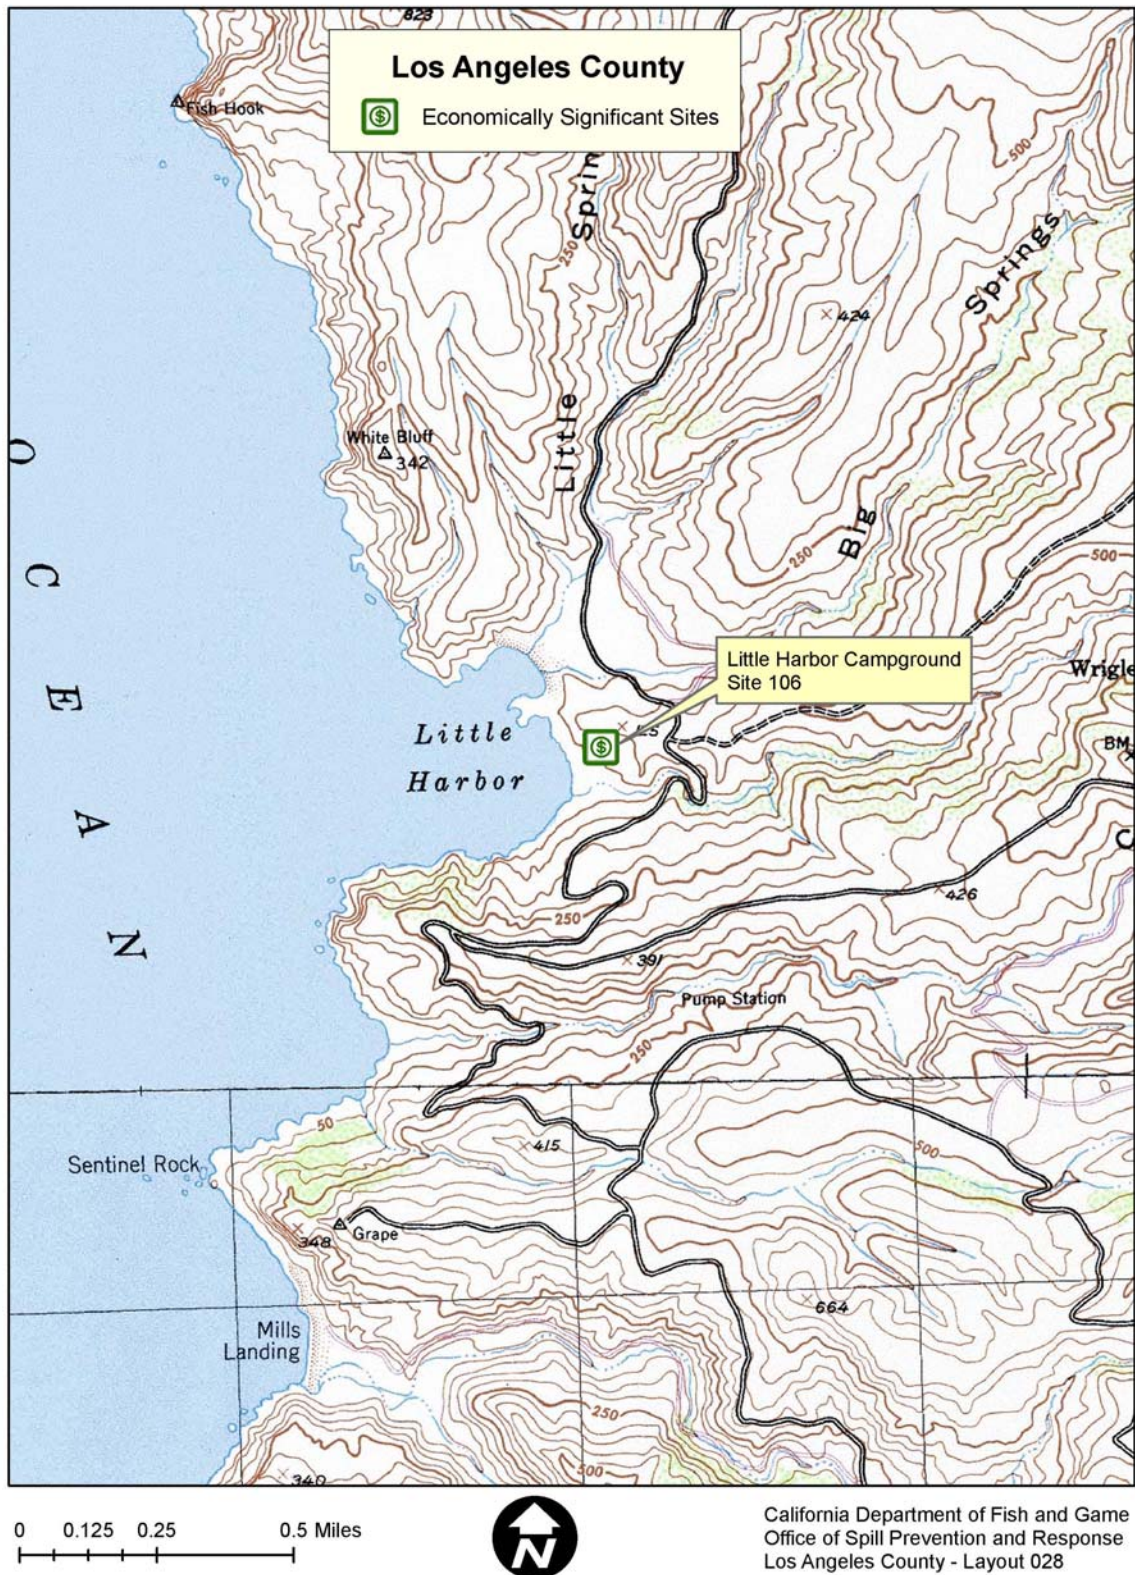 823
Los Angeles County
Economically Significant Sites
Fish Hook
500
250
Little Springs
Big Springs
424
White Bluff
342
250
500
Little Harbor Campground
Site 106
Wrigle
125
BM
Little
Harbor
OCEAN
C
426
250
391
Pump Station
250
50
415
500
Sentinel Rock
348
Grape
664
Mills
Landing
250
500
340
0 0.125 0.25 0.5 Miles
N
California Department of Fish and Game
Office of Spill Prevention and Response
Los Angeles County - Layout 028